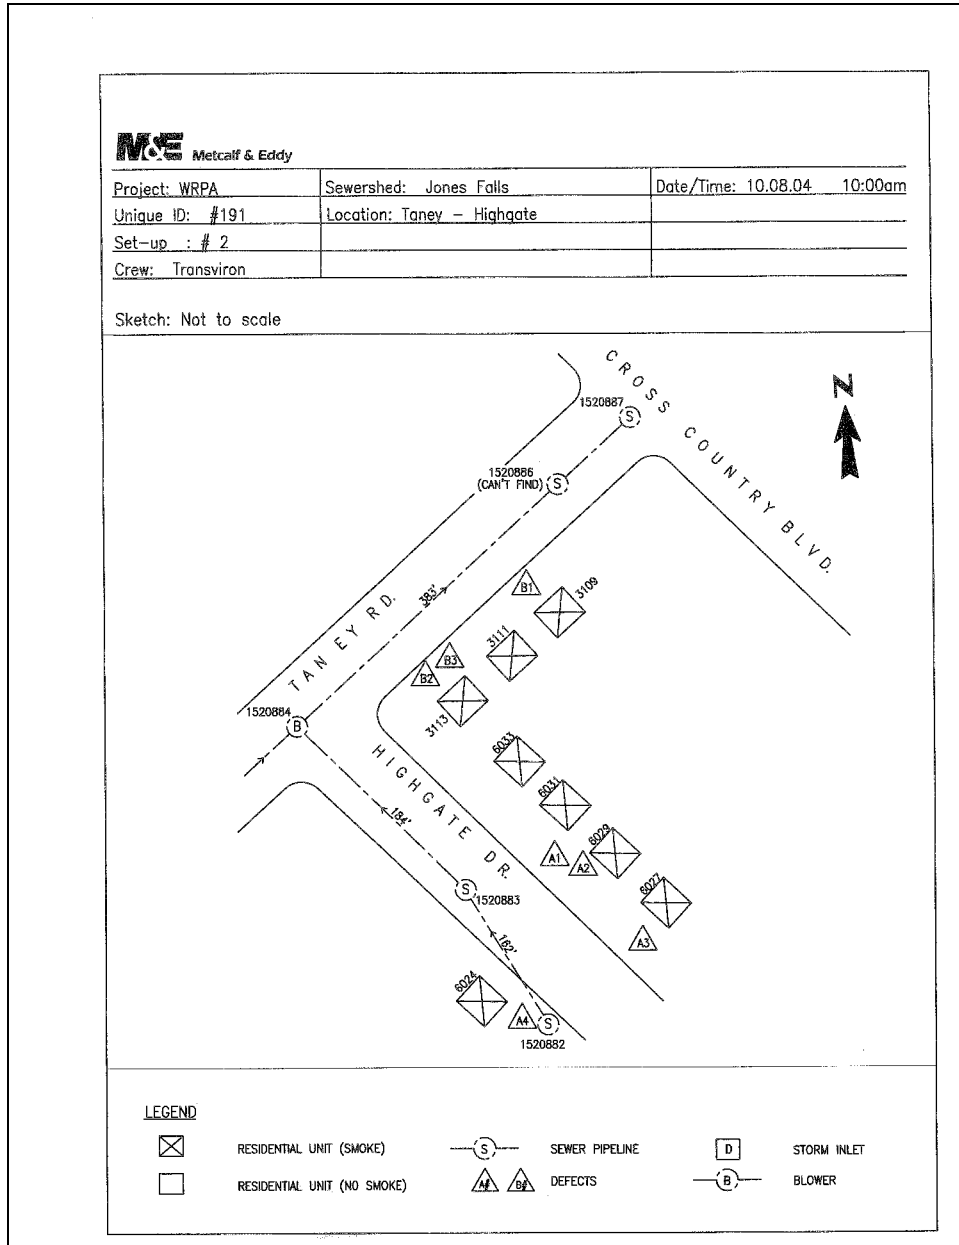 M&E Metcalf & Eddy
Project: WRPA
Sewershed: Jones Falls
Date/Time: 10.08.04 10:00am
Unique ID: #191
Location: Taney - Highgate
Set-up : # 2
Crew: Transviron
Sketch: Not to scale
CROSS COUNTRY BLVD.
N
1520887
S
1520886
(CAN'T FIND)
S
B1
3109
383'
TANEY RD.
3111
B3
B2
3113
1520884
B
HIGHGATE DR.
6033
6031
184'
6029
A1
A2
6027
S
1520883
A3
162'
6024
A4
S
1520882
LEGEND
RESIDENTIAL UNIT (SMOKE)
S
SEWER PIPELINE
D
STORM INLET
RESIDENTIAL UNIT (NO SMOKE)
A#
B#
DEFECTS
B
BLOWER